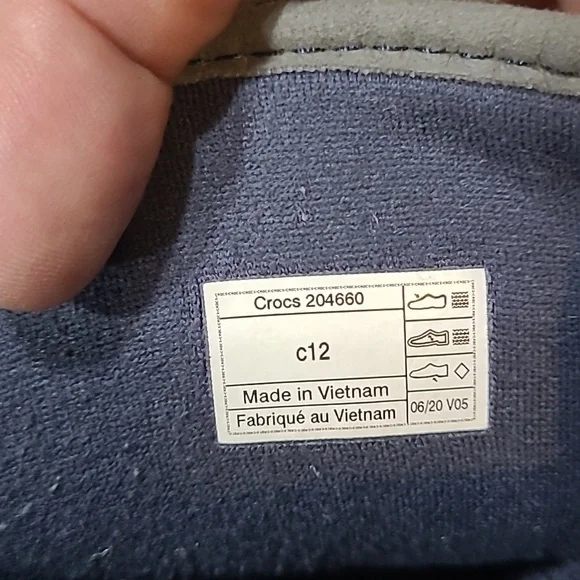 Crocs 204660
c12
Made in Vietnam
Fabriqué au Vietnam
06/20 V05